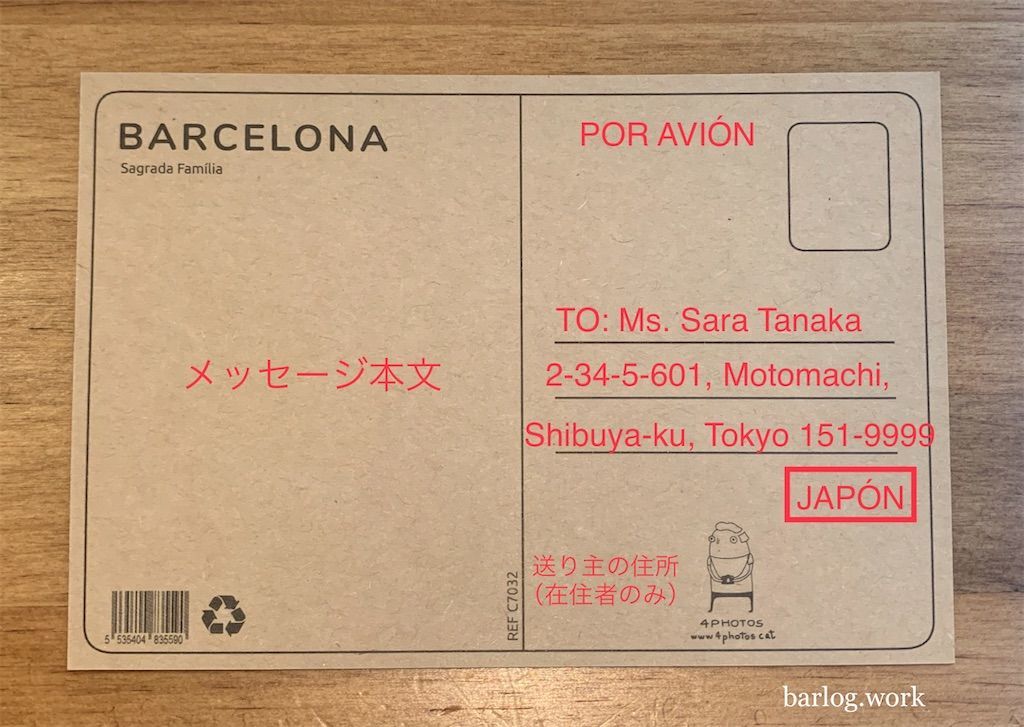 BARCELONA
Sagrada Família
メッセージ本文
5 535404 835590
REF C7032
POR AVIÓN
TO: Ms. Sara Tanaka
2-34-5-601, Motomachi,
Shibuya-ku, Tokyo 151-9999
JAPÓN
送り主の住所
（在住者のみ）
4PHOTOS
www.4photos.cat
barlog.work